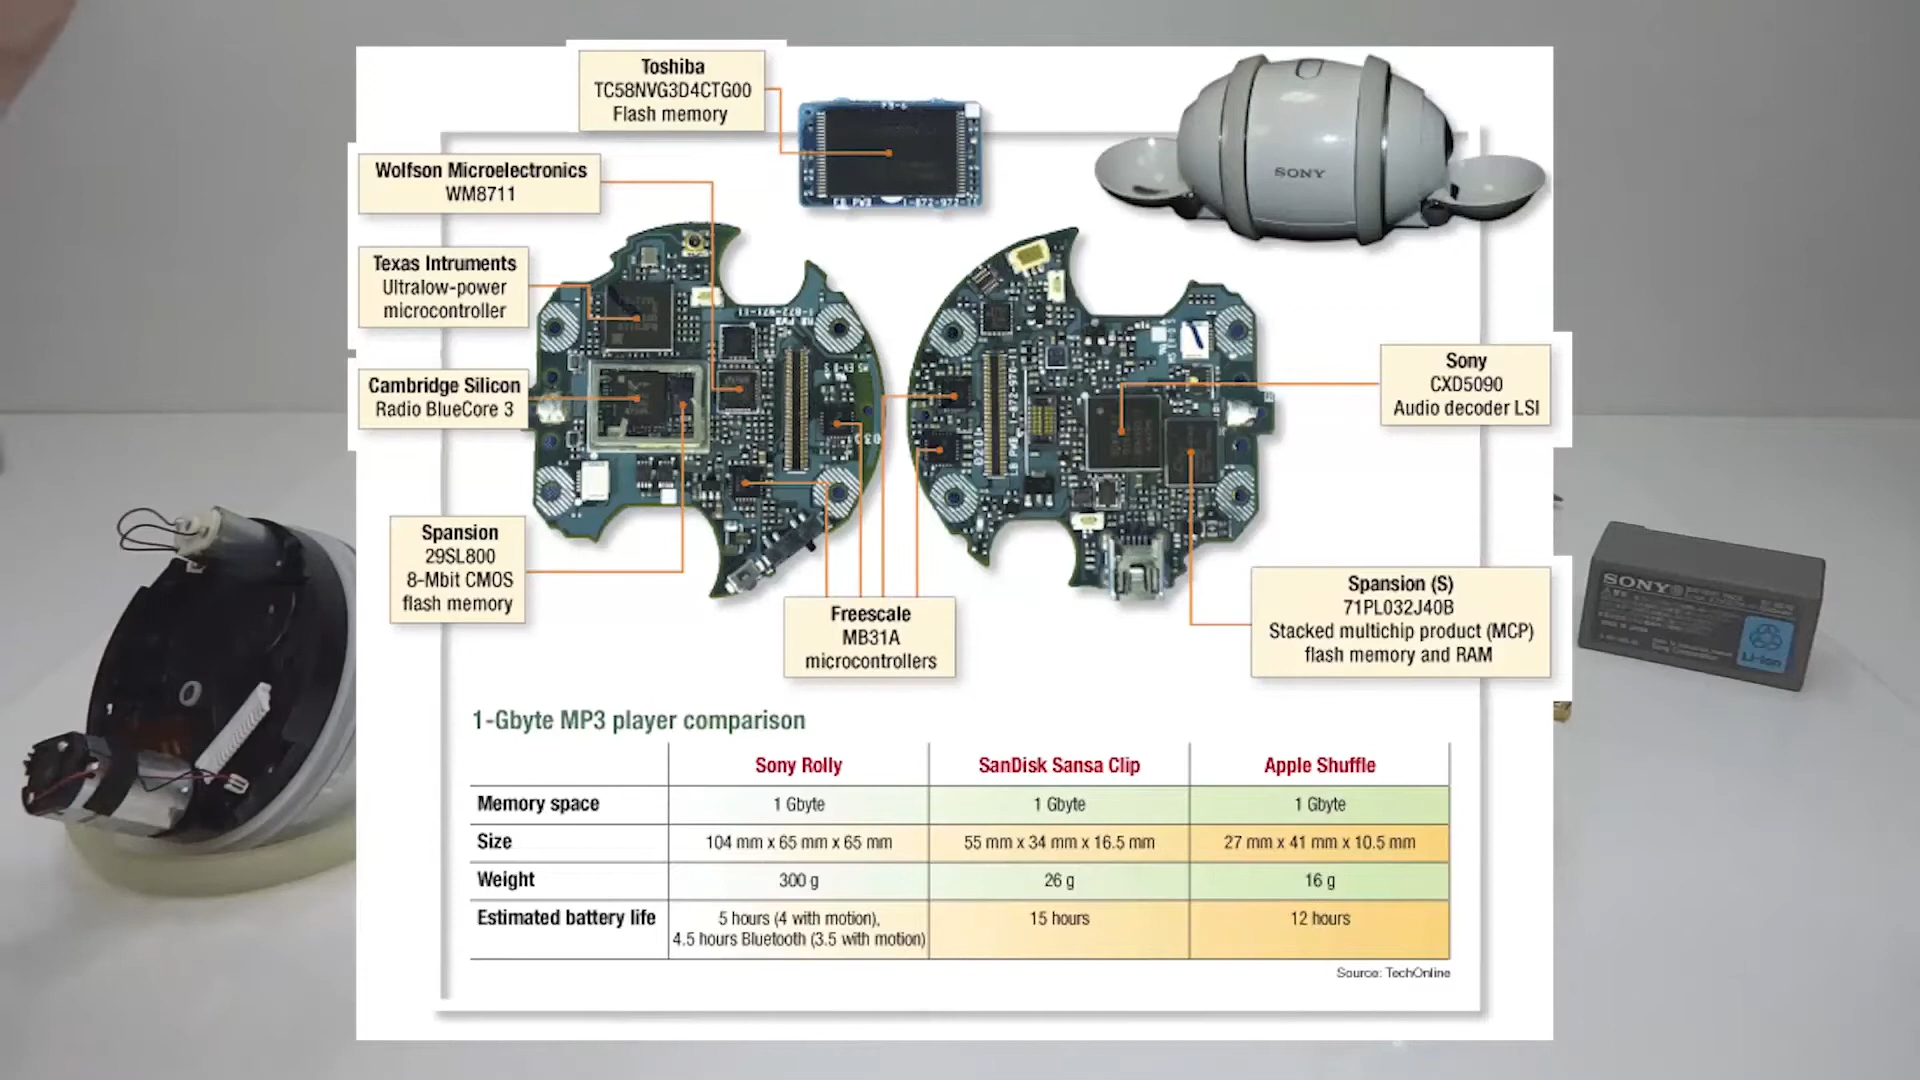 Toshiba
TC58NVG3D4CTG00
Flash memory
SONY
Wolfson Microelectronics
WM8711
Texas Intruments
Ultralow-power
microcontroller
Cambridge Silicon
Radio BlueCore 3
Sony
CXD5090
Audio decoder LSI
Spansion
29SL800
8-Mbit CMOS
flash memory
Freescale
MB31A
microcontrollers
Spansion (S)
71PL032J40B
Stacked multichip product (MCP)
flash memory and RAM
SONY
Li-ion
1-Gbyte MP3 player comparison
Sony Rolly SanDisk Sansa Clip Apple Shuffle
Memory space 1 Gbyte 1 Gbyte 1 Gbyte
Size 104 mm x 65 mm x 65 mm 55 mm x 34 mm x 16.5 mm 27 mm x 41 mm x 10.5 mm
Weight 300 g 26 g 16 g
Estimated battery life 5 hours (4 with motion), 15 hours 12 hours
4.5 hours Bluetooth (3.5 with motion)
Source: TechOnline